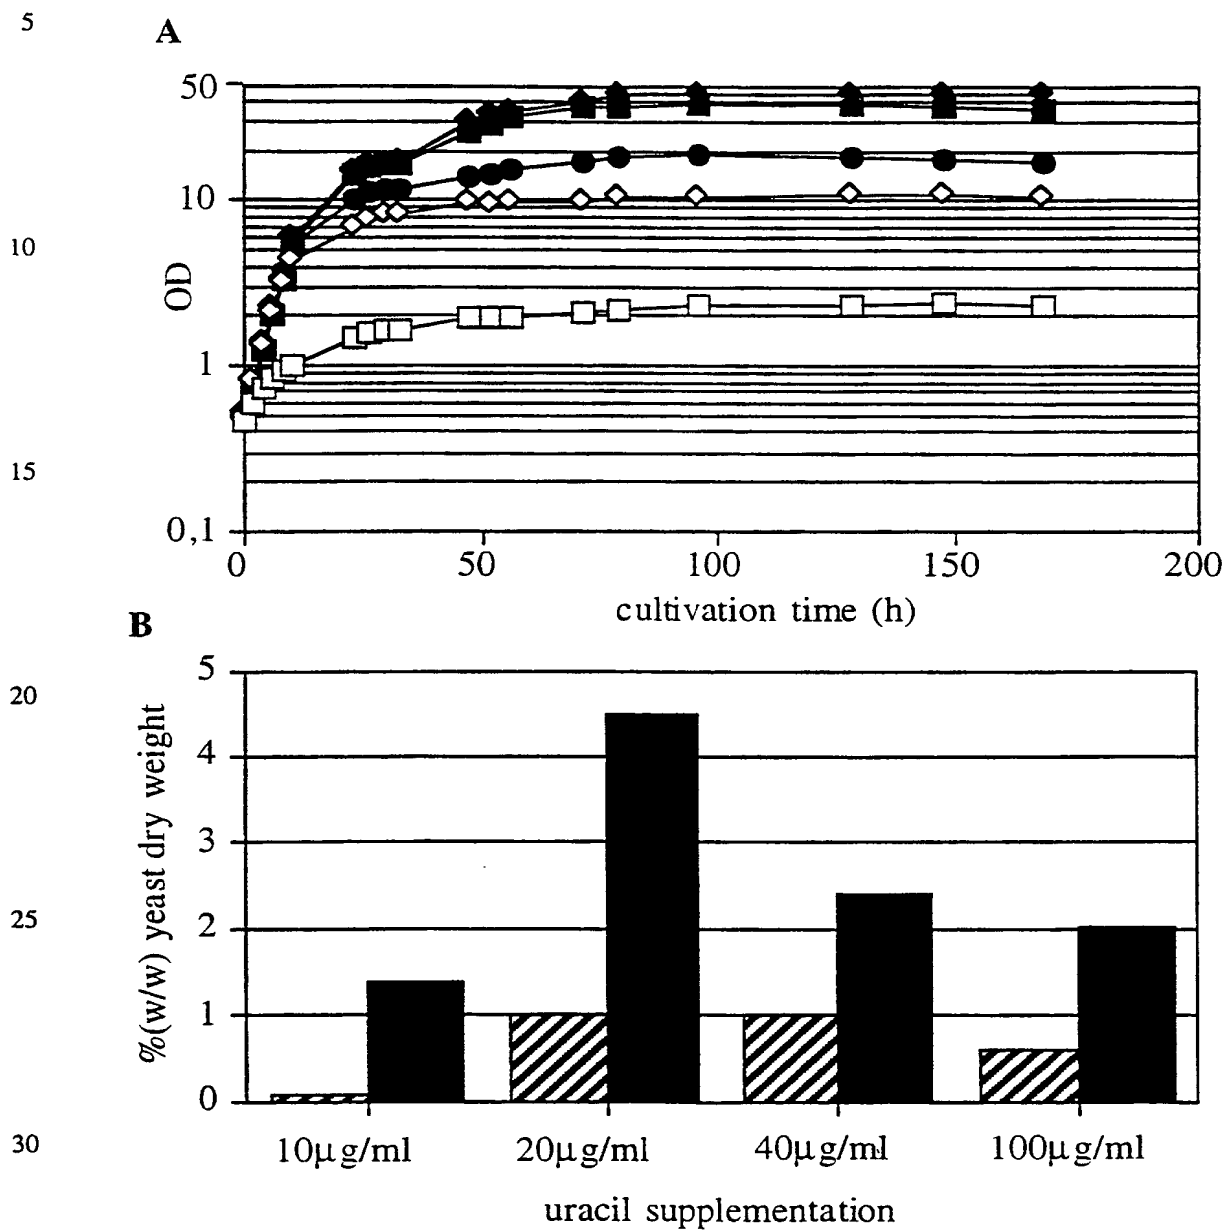 5
A
50
10
10
OD
1
15
0,1
0 50 100 150 200
cultivation time (h)
B
5
20
4
%(w/w) yeast dry weight
3
25
2
1
0
30
10µg/ml 20µg/ml 40µg/ml 100µg/ml
uracil supplementation